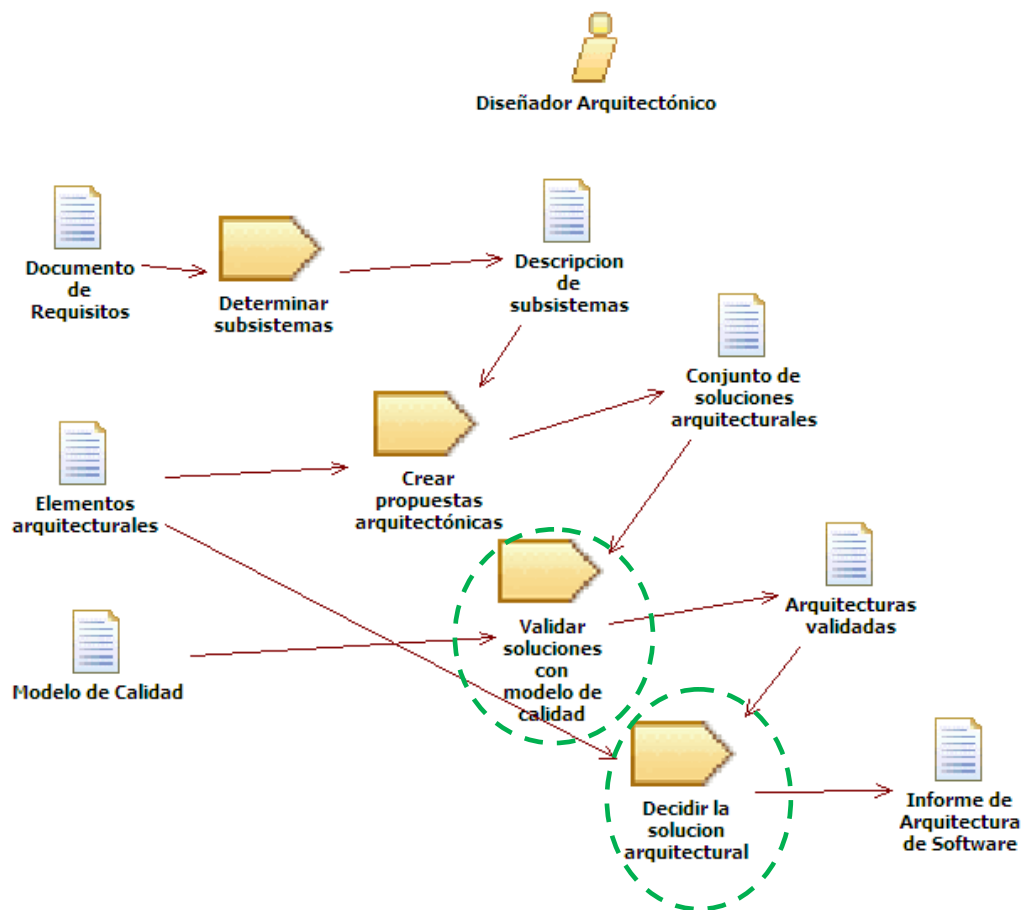 Diseñador Arquitectónico
Documento
de
Requisitos
Determinar
subsistemas
Descripcion
de
subsistemas
Conjunto de
soluciones
arquitecturales
Elementos
arquitecturales
Crear
propuestas
arquitectónicas
Modelo de Calidad
Validar
soluciones
con
modelo de
calidad
Arquitecturas
validadas
Decidir la
solucion
arquitectural
Informe de
Arquitectura
de Software